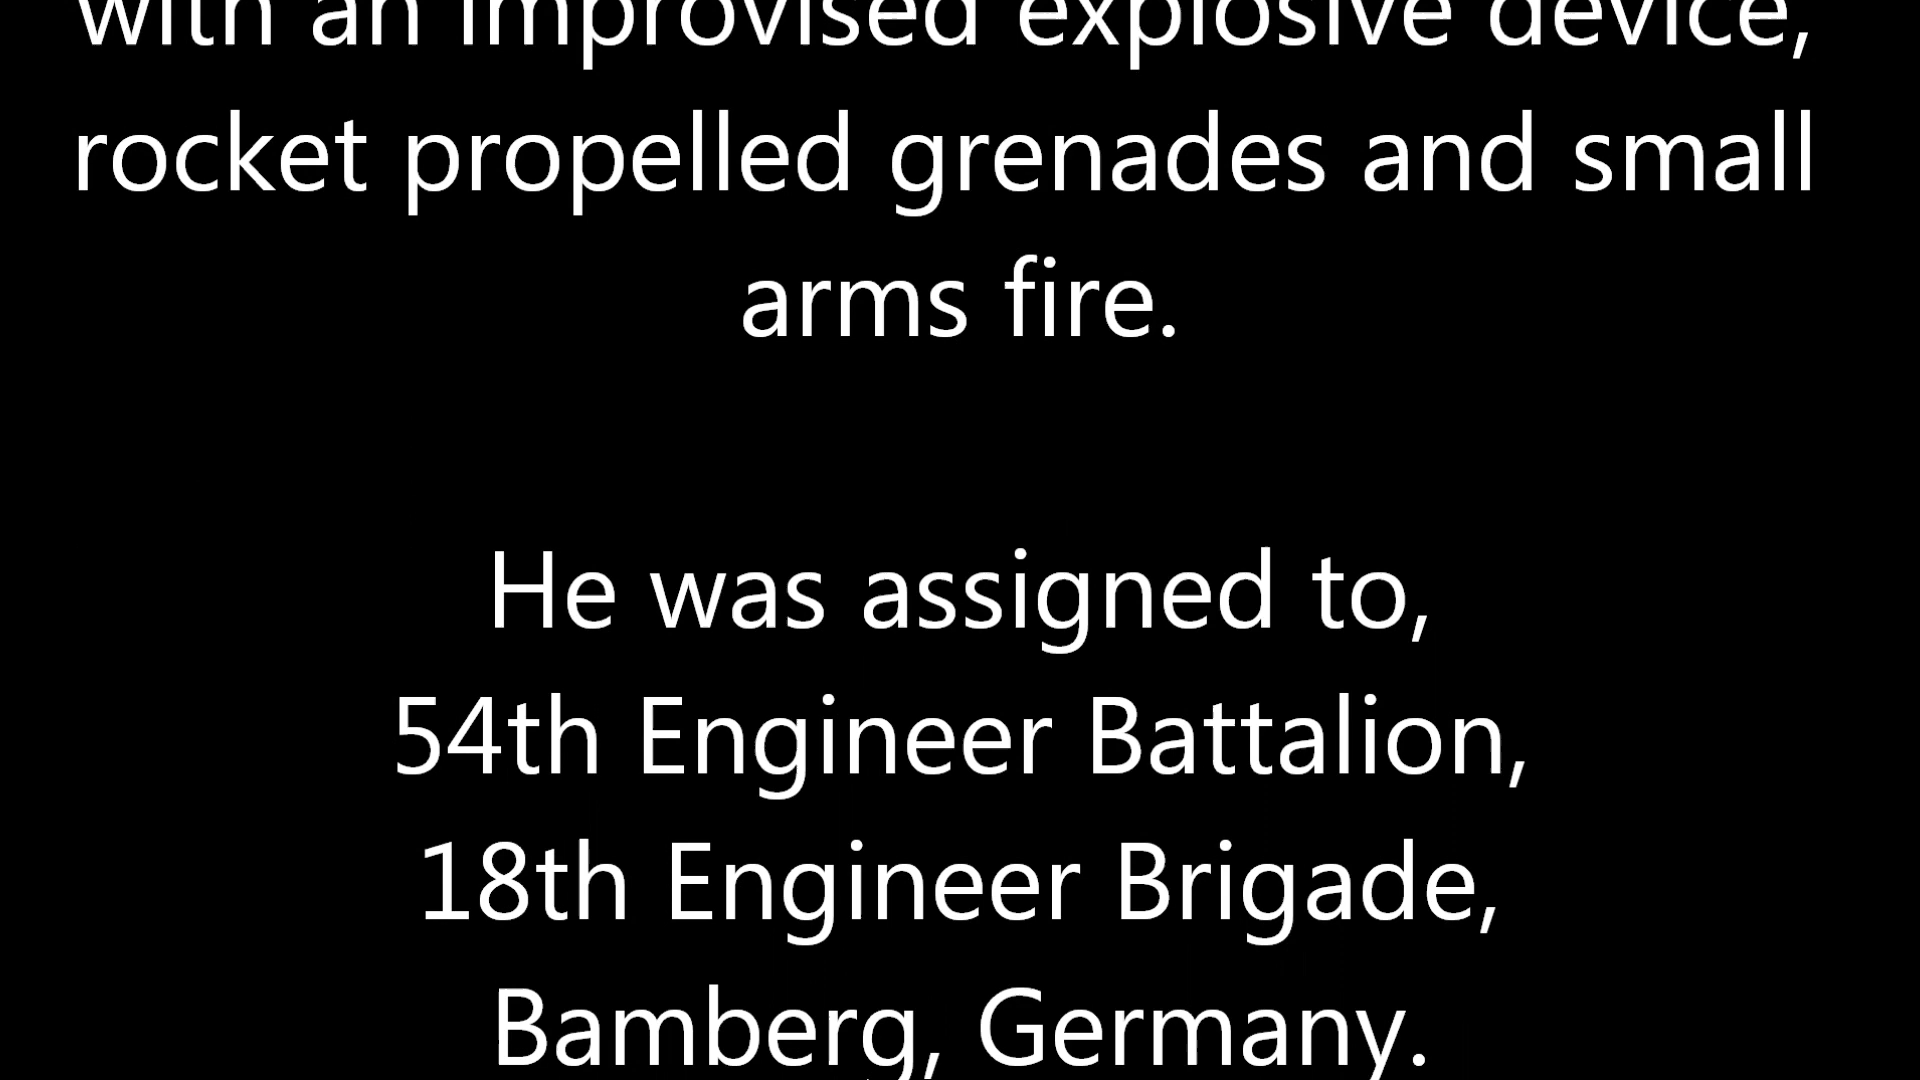 with an improvised explosive device,
rocket propelled grenades and small
arms fire.
He was assigned to,
54th Engineer Battalion,
18th Engineer Brigade,
Bamberg, Germany.